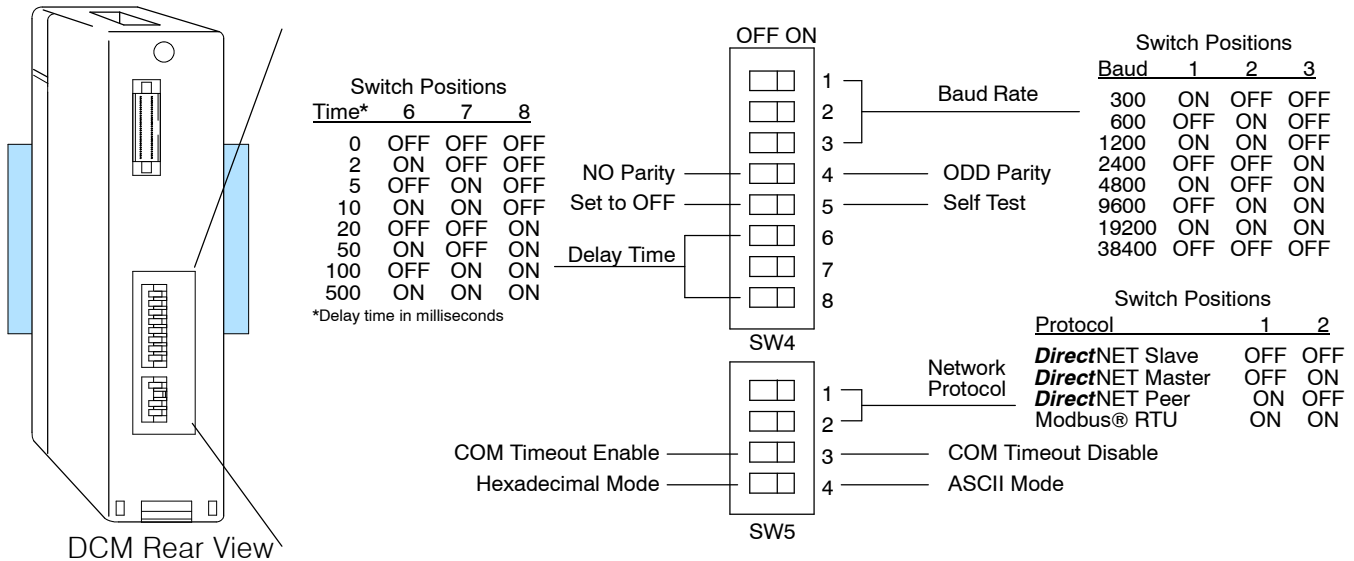 Switch Positions
Time* 6 7 8
0 OFF OFF OFF
2 ON OFF OFF
5 OFF ON OFF
10 ON ON OFF
20 OFF OFF ON
50 ON OFF ON
100 OFF ON ON
500 ON ON ON
*Delay time in milliseconds
OFF ON
1
2
3
4
5
6
7
8
SW4
NO Parity
Set to OFF
Delay Time
Baud Rate
ODD Parity
Self Test
Switch Positions
Baud 1 2 3
300 ON OFF OFF
600 OFF ON OFF
1200 ON ON OFF
2400 OFF OFF ON
4800 ON OFF ON
9600 OFF ON ON
19200 ON ON ON
38400 OFF OFF OFF
Switch Positions
Protocol 1 2
DirectNET Slave OFF OFF
DirectNET Master OFF ON
DirectNET Peer ON OFF
Modbus® RTU ON ON
Network
Protocol
1
2
3
4
COM Timeout Enable
COM Timeout Disable
Hexadecimal Mode
ASCII Mode
SW5
DCM Rear View